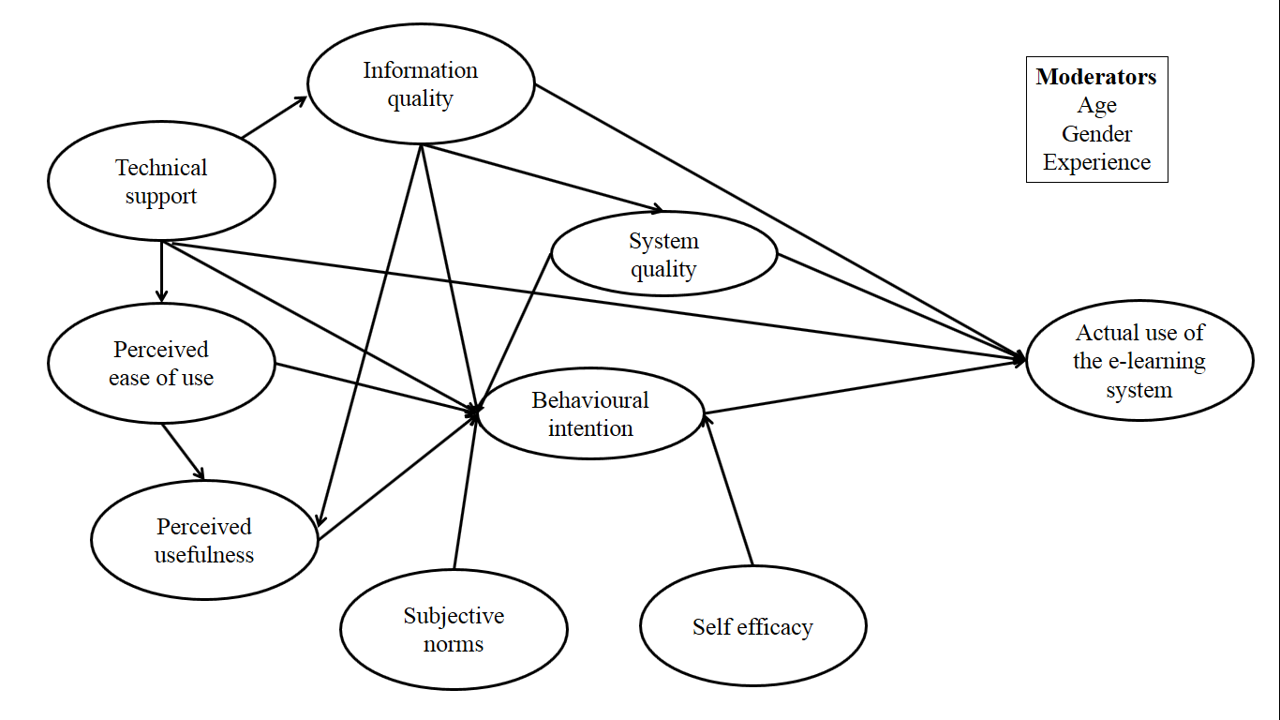 Information
quality
Moderators
Age
Gender
Experience
Technical
support
System
quality
Perceived
ease of use
Actual use of
the e-learning
system
Behavioural
intention
Perceived
usefulness
Subjective
norms
Self efficacy